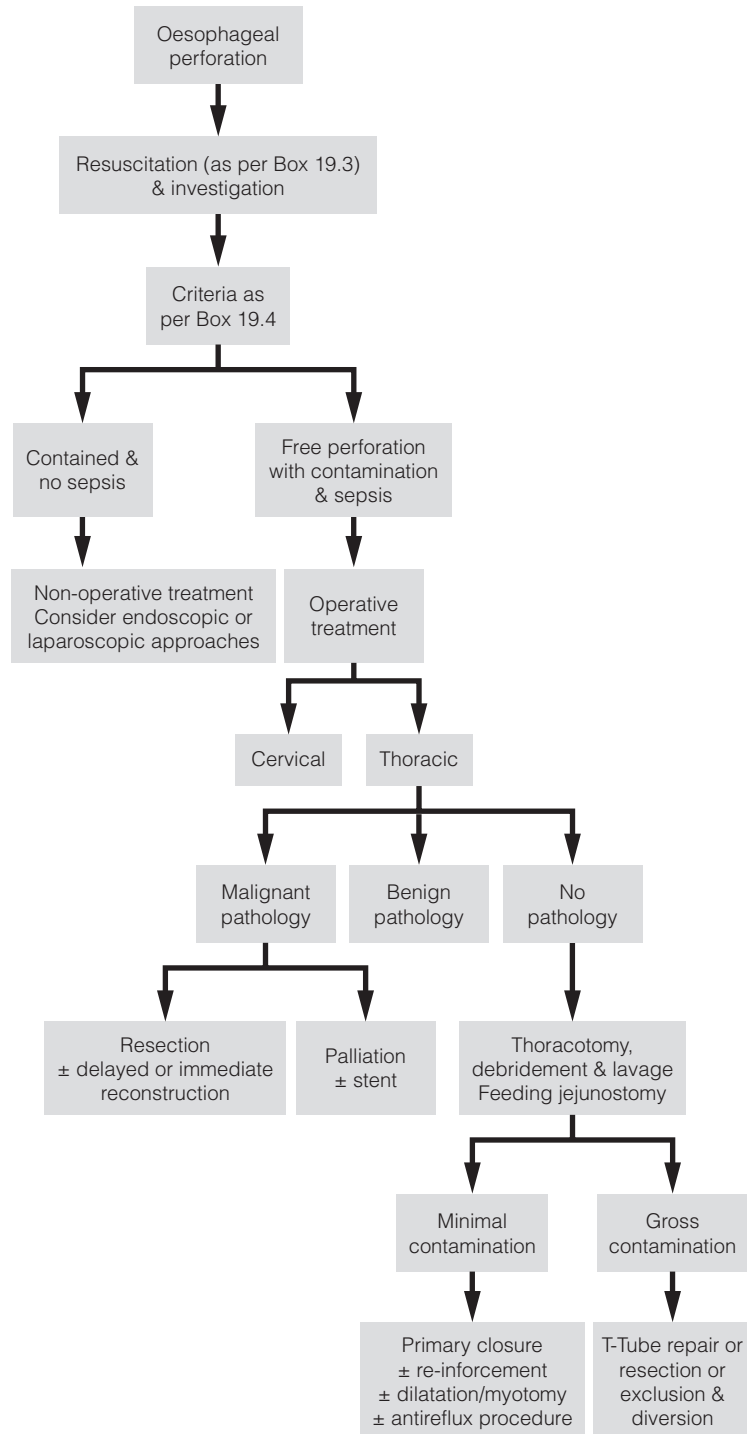 Oesophageal
perforation
Resuscitation (as per Box 19.3)
& investigation
Criteria as
per Box 19.4
Contained &
no sepsis
Free perforation
with contamination
& sepsis
Non-operative treatment
Consider endoscopic or
laparoscopic approaches
Operative
treatment
Cervical
Thoracic
Malignant
pathology
Benign
pathology
No
pathology
Resection
± delayed or immediate
reconstruction
Palliation
± stent
Thoracotomy,
debridement & lavage
Feeding jejunostomy
Minimal
contamination
Gross
contamination
Primary closure
± re-inforcement
± dilatation/myotomy
± antireflux procedure
T-Tube repair or
resection or
exclusion &
diversion